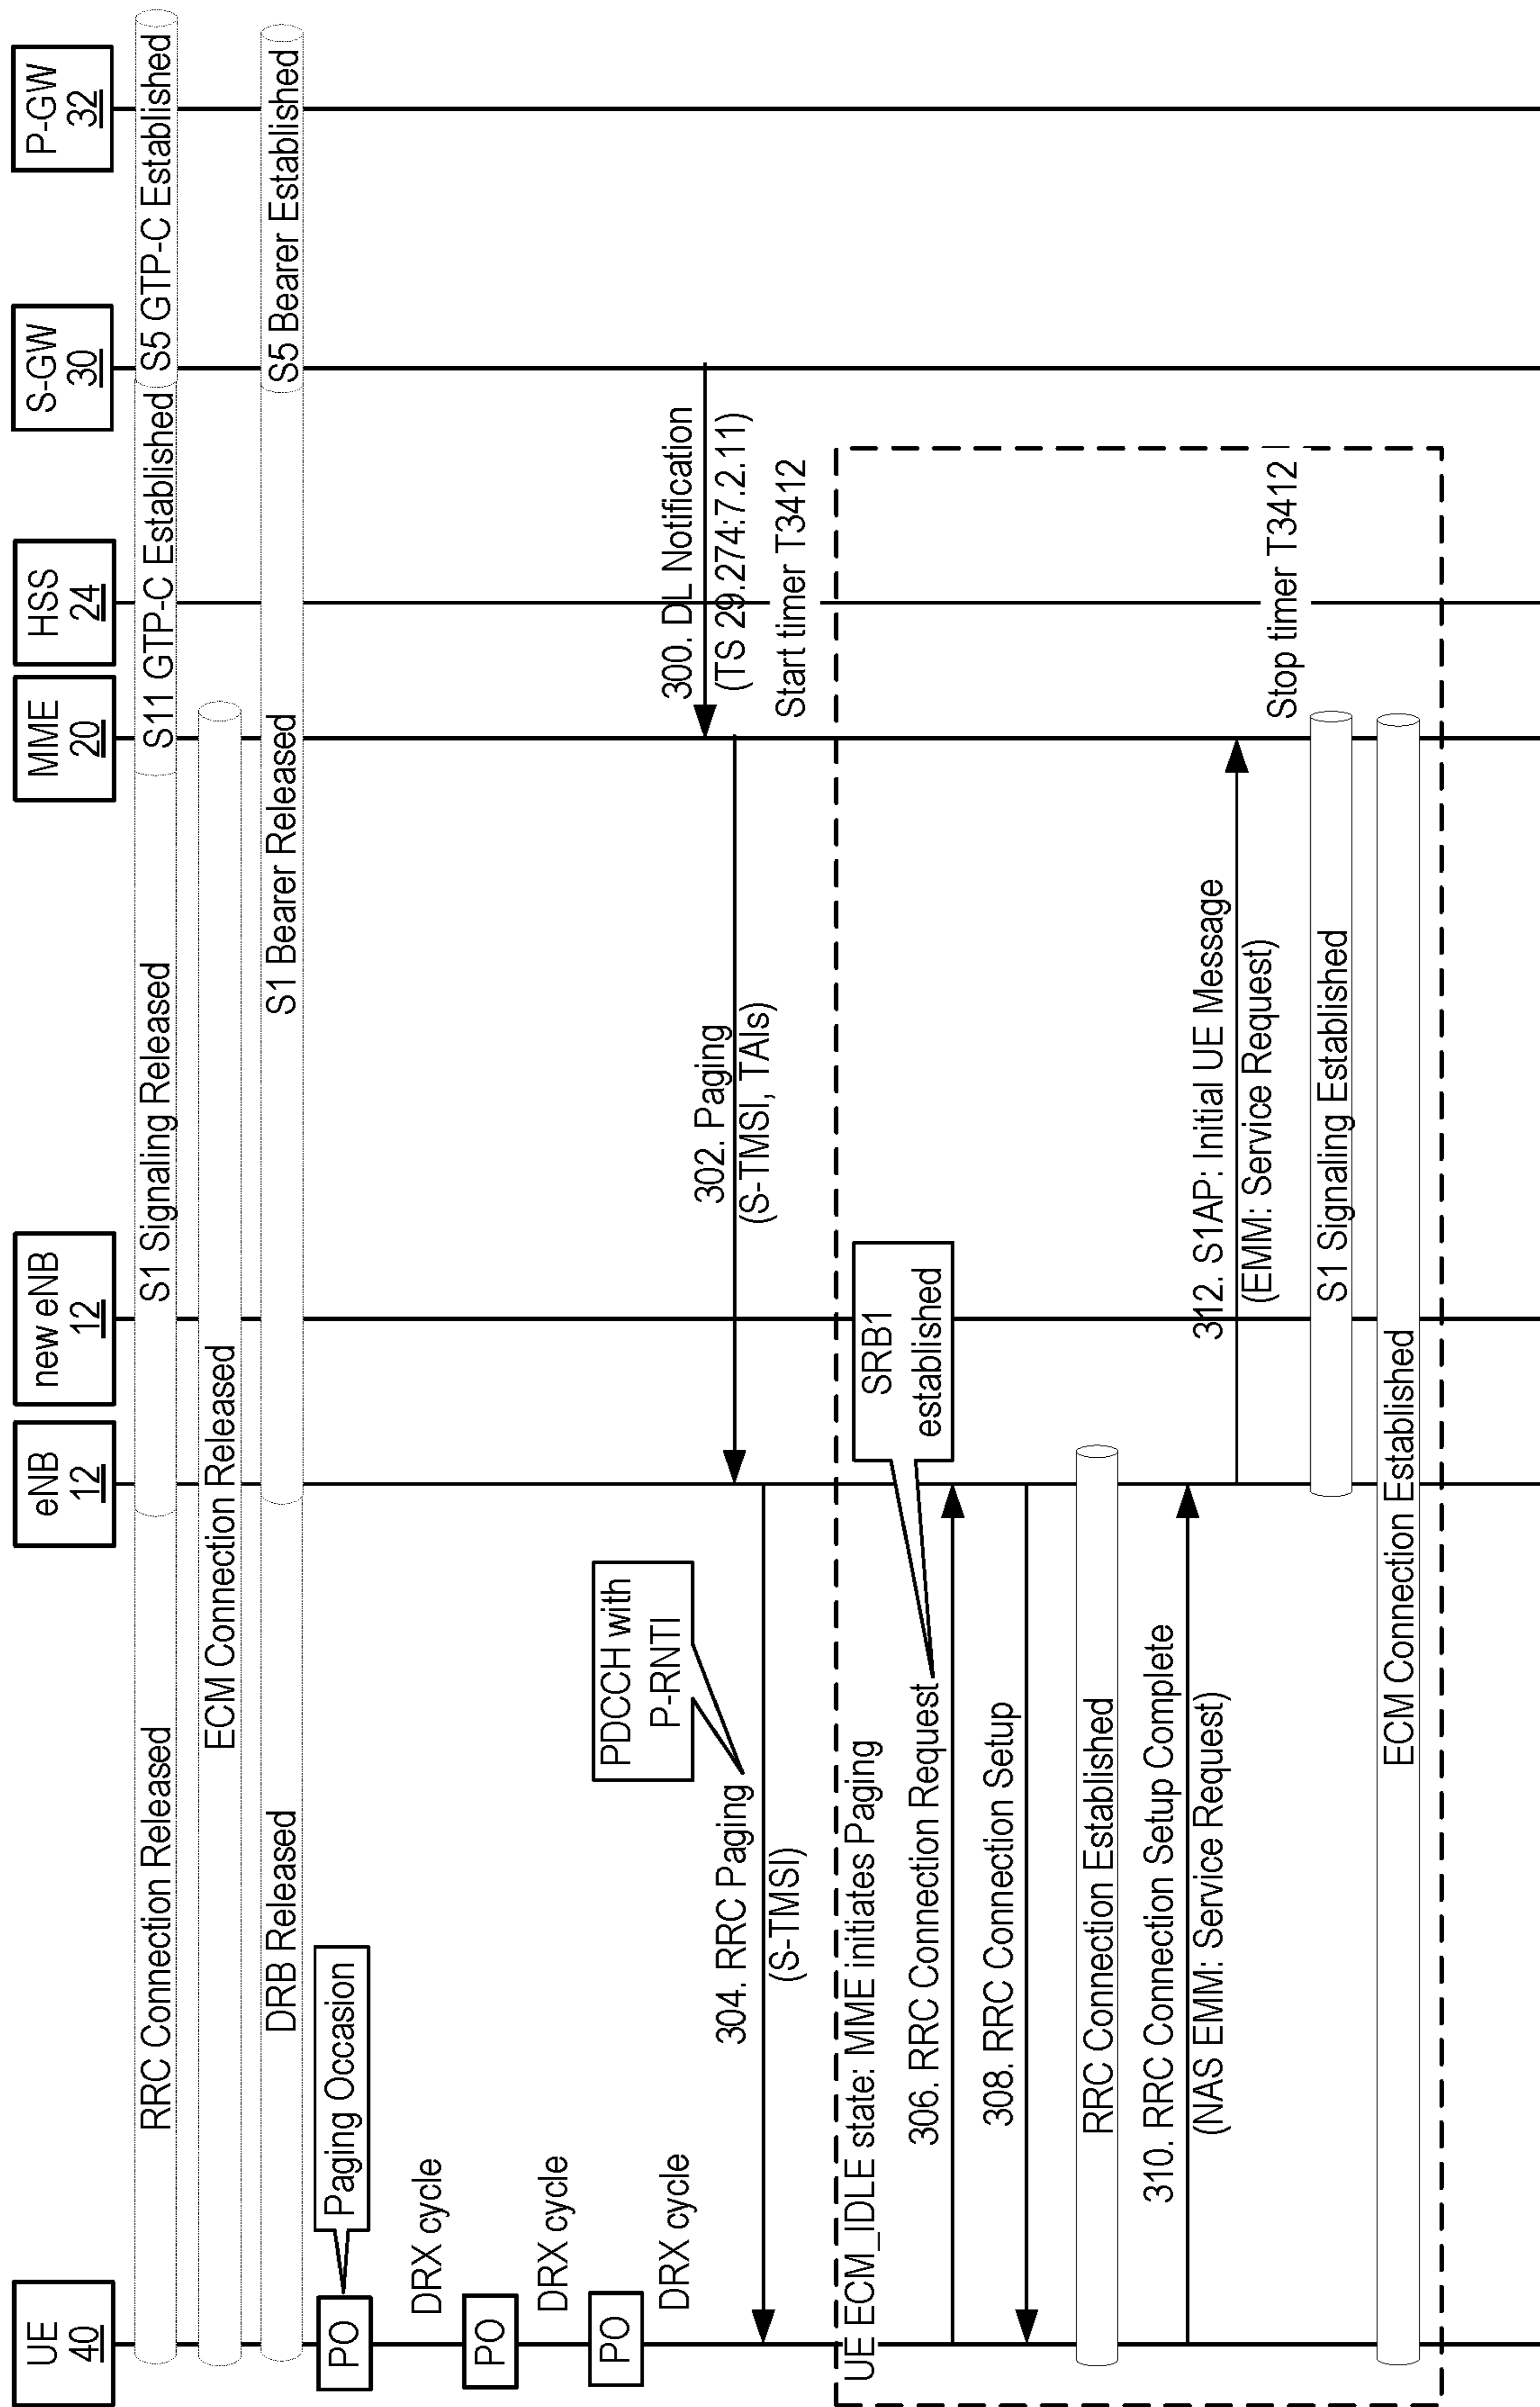 UE
40
eNB
12
new eNB
12
MME
20
HSS
24
S-GW
30
P-GW
32
RRC Connection Released
S1 Signaling Released
S11 GTP-C Established
S5 GTP-C Established
ECM Connection Released
DRB Released
S1 Bearer Released
S5 Bearer Established
PO
Paging Occasion
DRX cycle
PO
DRX cycle
PO
DRX cycle
300. DL Notification
(TS 29.274:7.2.11)
302. Paging
(S-TMSI, TAIs)
PDCCH with
P-RNTI
304. RRC Paging
(S-TMSI)
Start timer T3412
UE ECM_IDLE state: MME initiates Paging
SRB1
established
306. RRC Connection Request
308. RRC Connection Setup
RRC Connection Established
310. RRC Connection Setup Complete
(NAS EMM: Service Request)
312. S1AP: Initial UE Message
(EMM: Service Request)
Stop timer T3412
S1 Signaling Established
ECM Connection Established